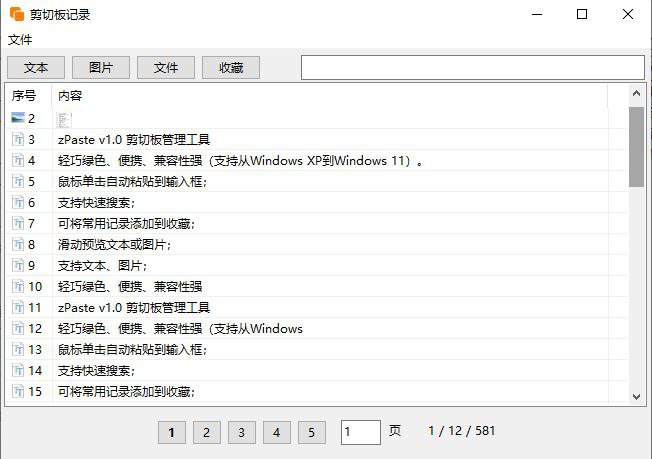 剪切板记录
文件
文本 图片 文件 收藏
序号 内容
2
3 zPaste v1.0 剪切板管理工具
4 轻巧绿色、便携、兼容性强（支持从Windows XP到Windows 11）。
5 鼠标单击自动粘贴到输入框；
6 支持快速搜索；
7 可将常用记录添加到收藏；
8 滑动预览文本或图片；
9 支持文本、图片；
10 轻巧绿色、便携、兼容性强
11 zPaste v1.0 剪切板管理工具
12 轻巧绿色、便携、兼容性强（支持从Windows
13 鼠标单击自动粘贴到输入框；
14 支持快速搜索；
15 可将常用记录添加到收藏；
1 2 3 4 5 1 页 1 / 12 / 581